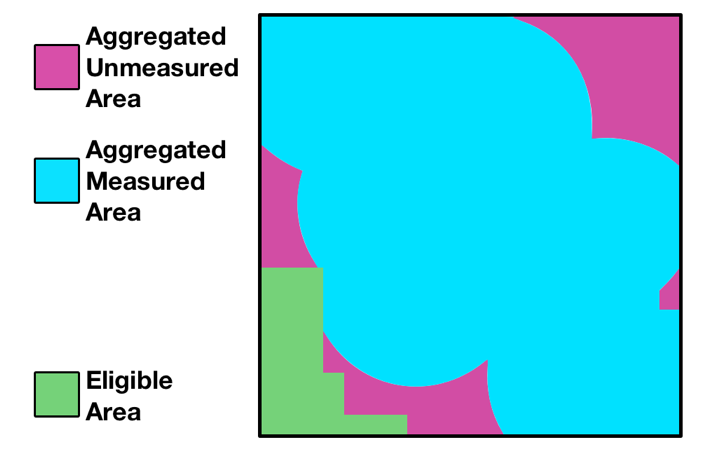 Aggregated
Unmeasured
Area
Aggregated
Measured
Area
Eligible
Area